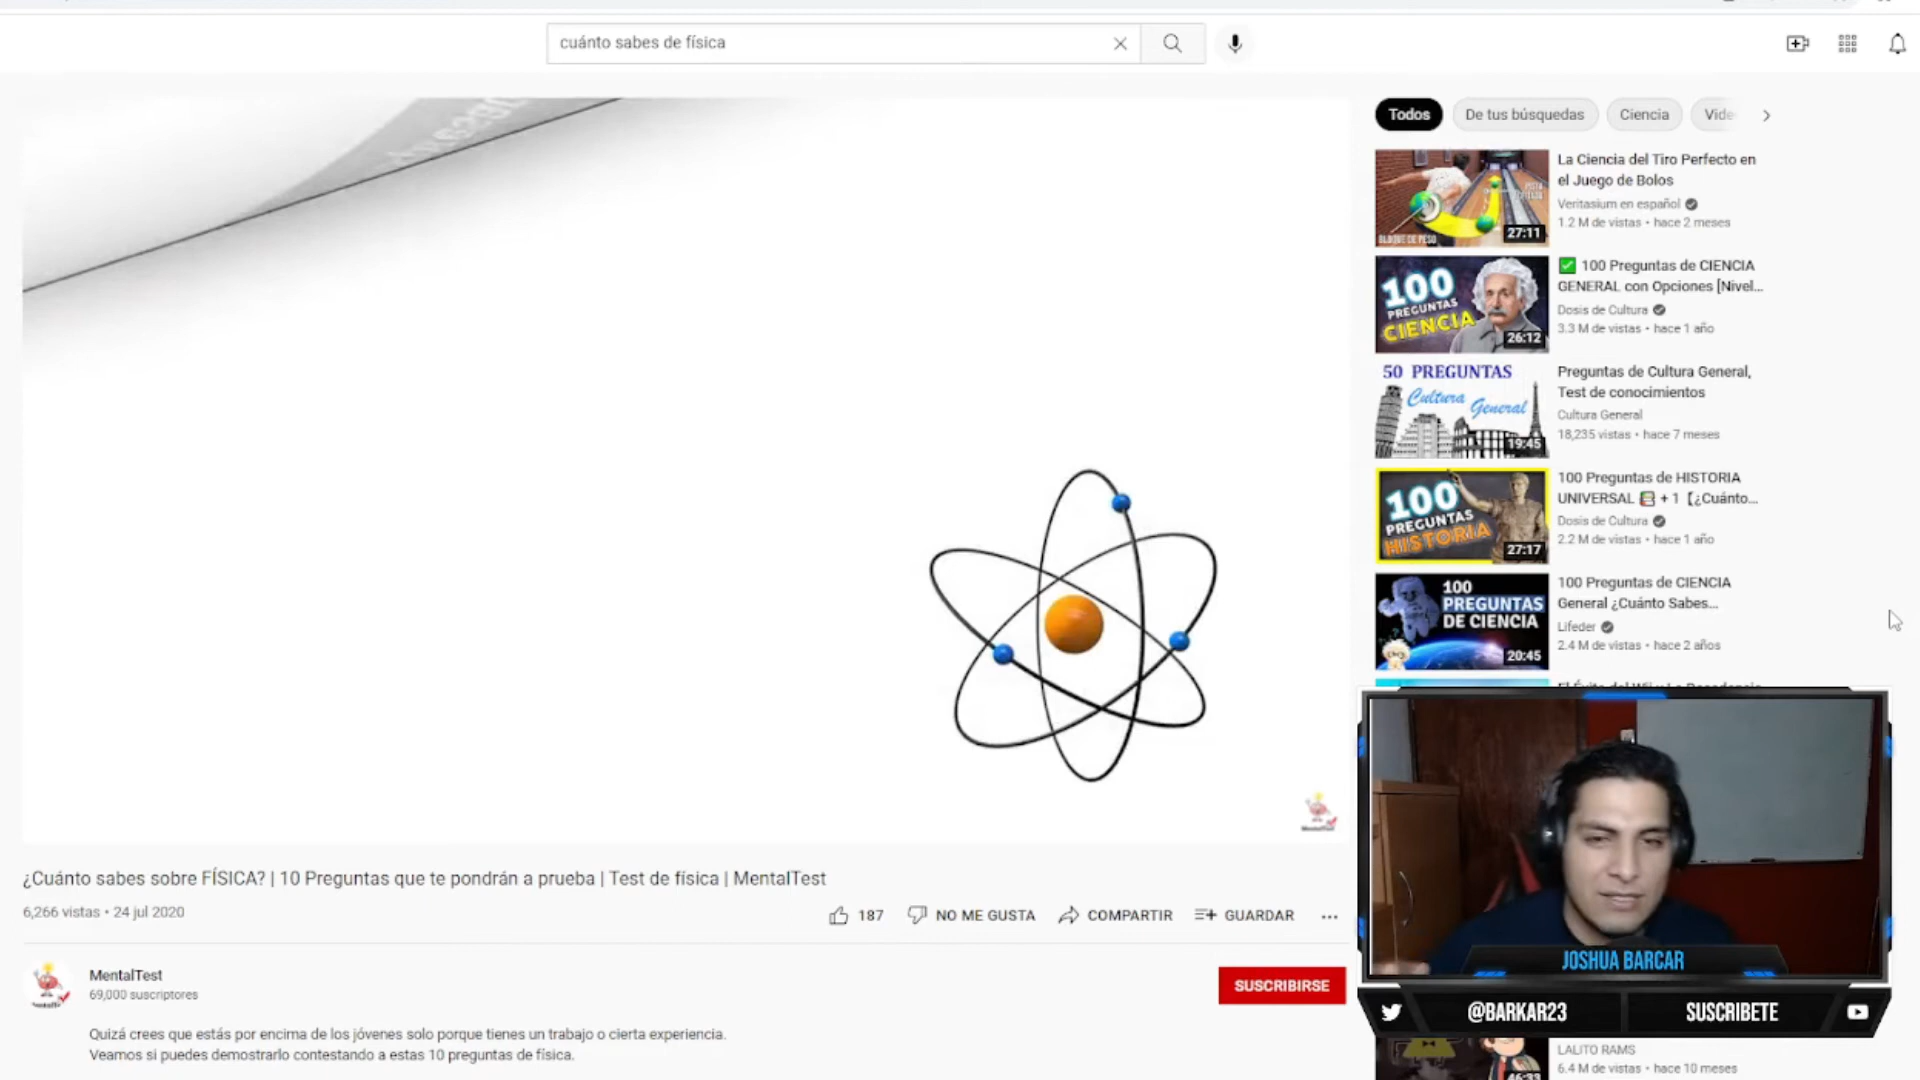 cuánto sabes de física
Todos
De tus búsquedas
Ciencia
Vide
La Ciencia del Tiro Perfecto en
el Juego de Bolos
Veritasium en español
1.2 M de vistas • hace 2 meses
BLOQUE DE PESO
27:11
✅ 100 Preguntas de CIENCIA
GENERAL con Opciones [Nivel...
Dosis de Cultura
3.3 M de vistas • hace 1 año
100
PREGUNTAS
CIENCIA
26:12
Preguntas de Cultura General,
Test de conocimientos
Cultura General
18,235 vistas • hace 7 meses
50 PREGUNTAS
Cultura
General
19:45
100 Preguntas de HISTORIA
UNIVERSAL 📚 + 1【¿Cuánto...
Dosis de Cultura
2.2 M de vistas • hace 1 año
100
PREGUNTAS
HISTORIA
27:17
100 Preguntas de CIENCIA
General ¿Cuánto Sabes...
Lifeder
2.4 M de vistas • hace 2 años
100
PREGUNTAS
DE CIENCIA
20:45
MentalTest
¿Cuánto sabes sobre FÍSICA? | 10 Preguntas que te pondrán a prueba | Test de física | MentalTest
6,266 vistas • 24 jul 2020
187
NO ME GUSTA
COMPARTIR
GUARDAR
MentalTest
69,000 suscriptores
SUSCRIBIRSE
Quizá crees que estás por encima de los jóvenes solo porque tienes un trabajo o cierta experiencia.
Veamos si puedes demostrarlo contestando a estas 10 preguntas de física.
JOSHUA BARCAR
@BARKAR23
SUSCRIBETE
LALITO RAMS
6.4 M de vistas • hace 10 meses
46:33